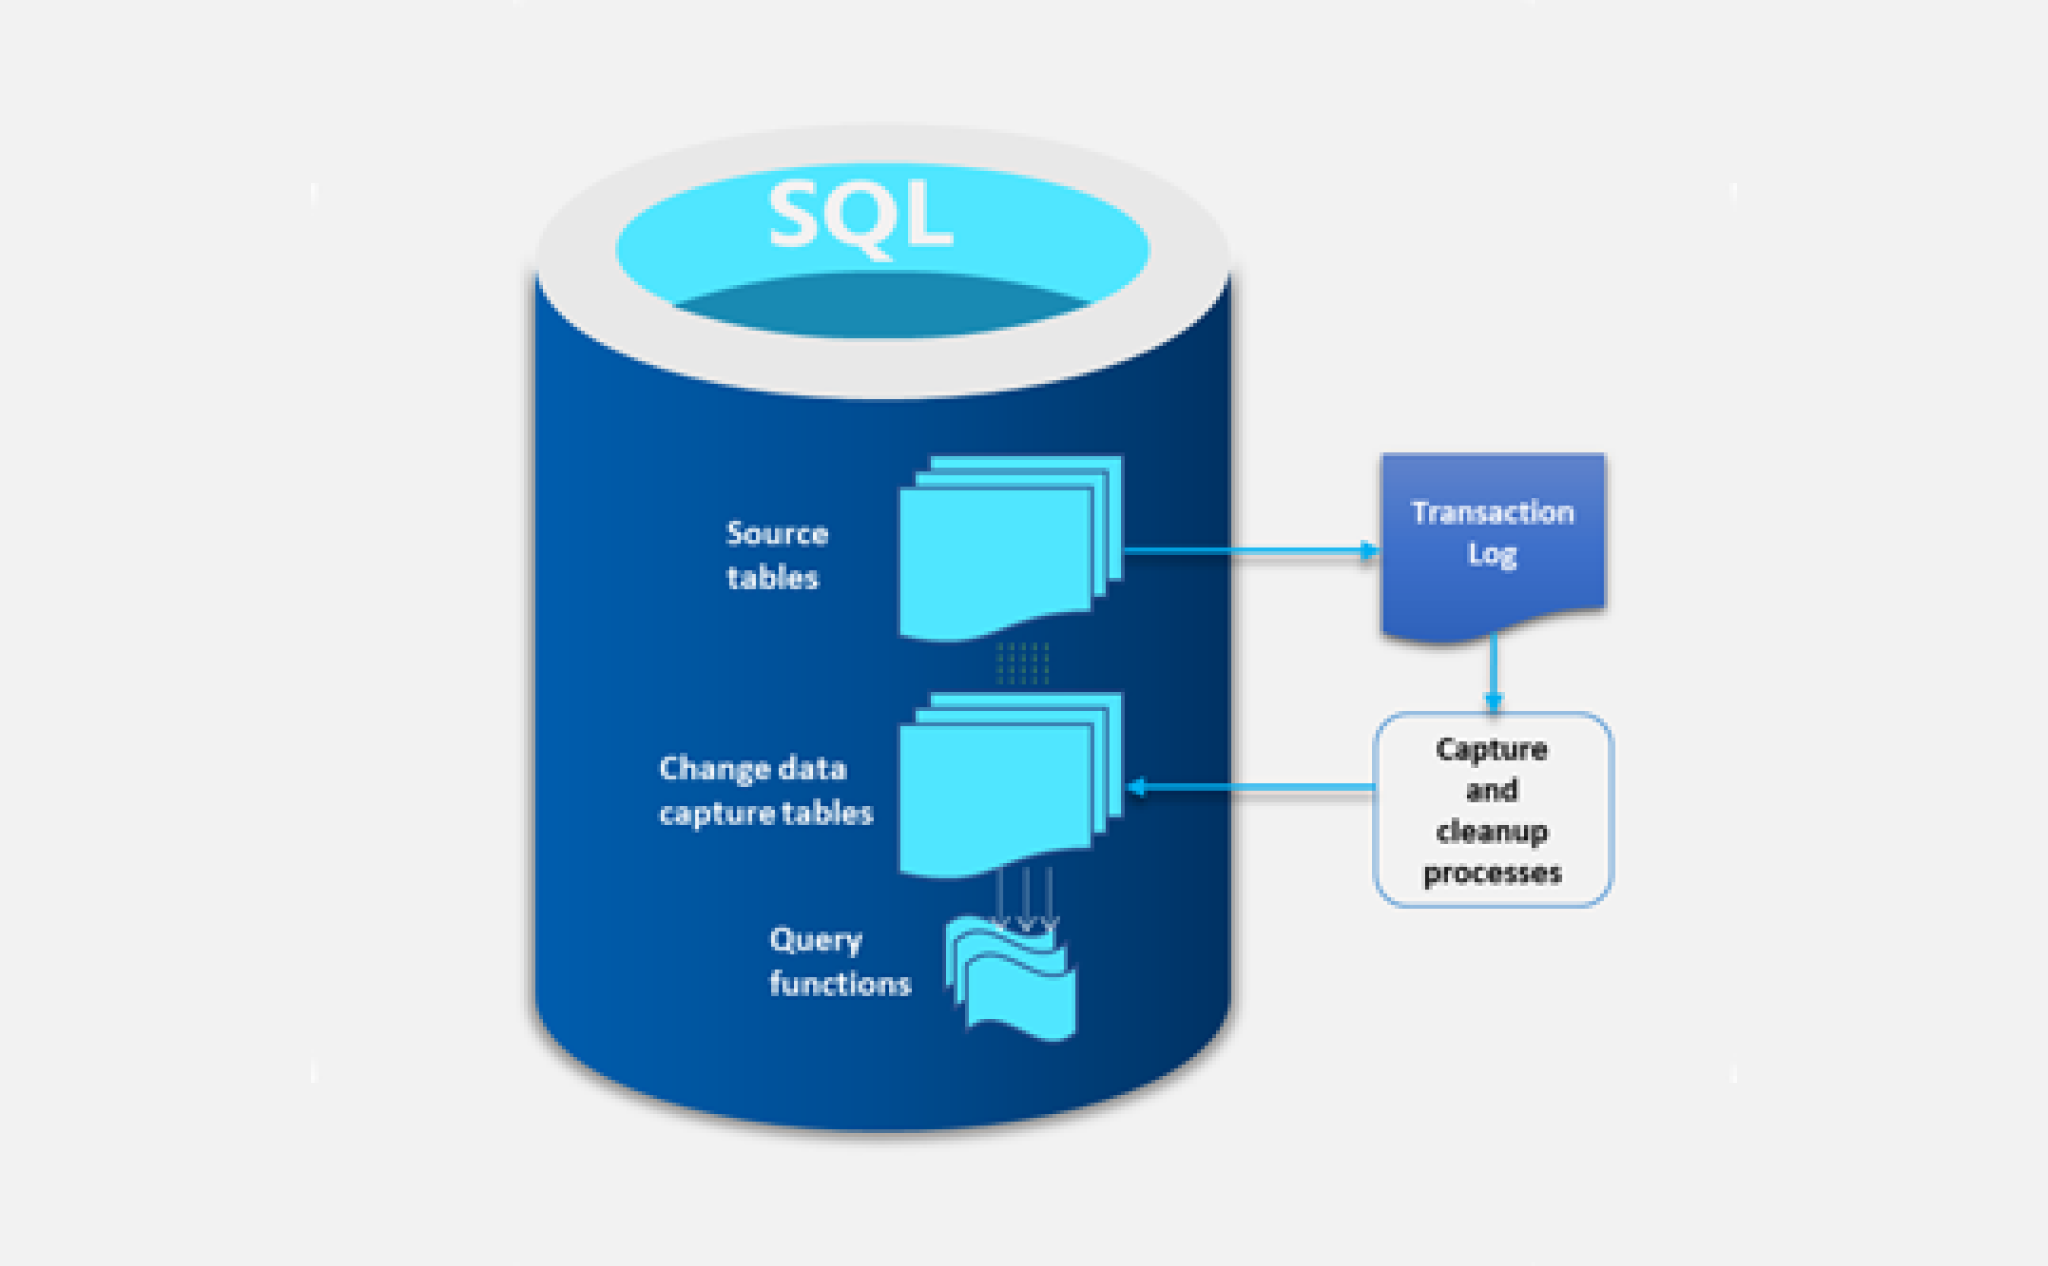 SQL
Source
tables
Transaction
Log
Change data
capture tables
Capture
and
cleanup
processes
Query
functions